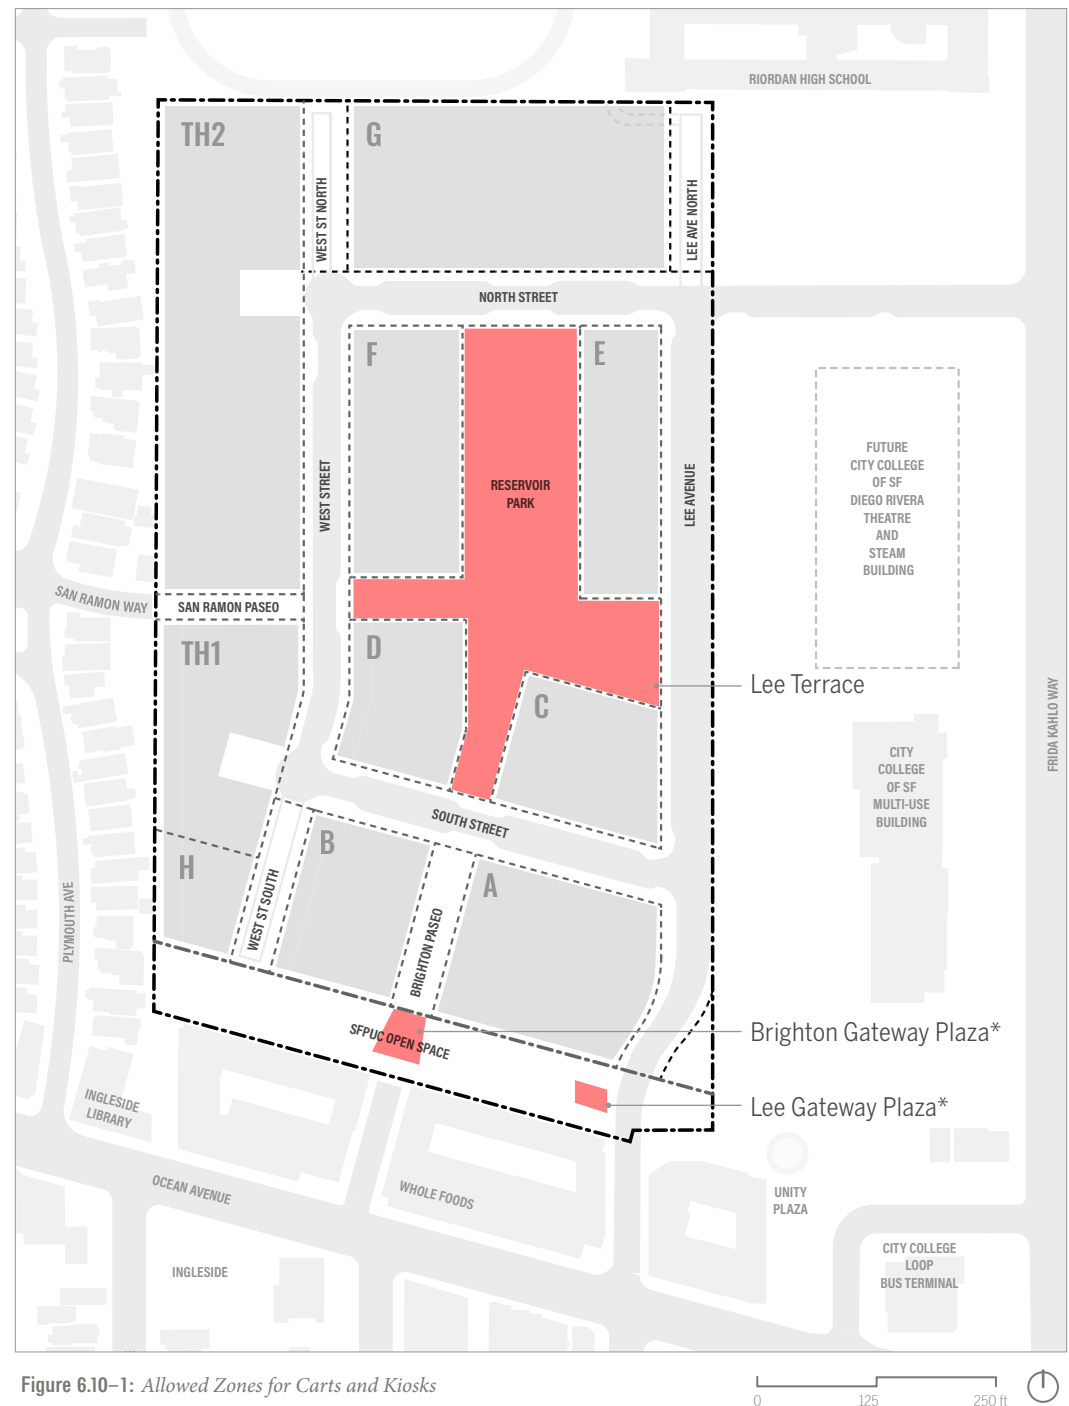 RIORDAN HIGH SCHOOL
TH2
G
WEST ST NORTH
LEE AVE NORTH
NORTH STREET
F
E
RESERVOIR
PARK
WEST STREET
LEE AVENUE
FUTURE
CITY COLLEGE
OF SF
DIEGO RIVERA
THEATRE
AND
STEAM
BUILDING
SAN RAMON WAY
SAN RAMON PASEO
TH1
D
C
Lee Terrace
FRIDA KAHLO WAY
CITY
COLLEGE
OF SF
MULTI-USE
BUILDING
SOUTH STREET
B
A
H
WEST ST SOUTH
BRIGHTON PASEO
PLYMOUTH AVE
SFPUC OPEN SPACE
Brighton Gateway Plaza*
Lee Gateway Plaza*
INGLESIDE
LIBRARY
OCEAN AVENUE
WHOLE FOODS
UNITY
PLAZA
INGLESIDE
CITY COLLEGE
LOOP
BUS TERMINAL
Figure 6.10–1: Allowed Zones for Carts and Kiosks
0 125 250 ft